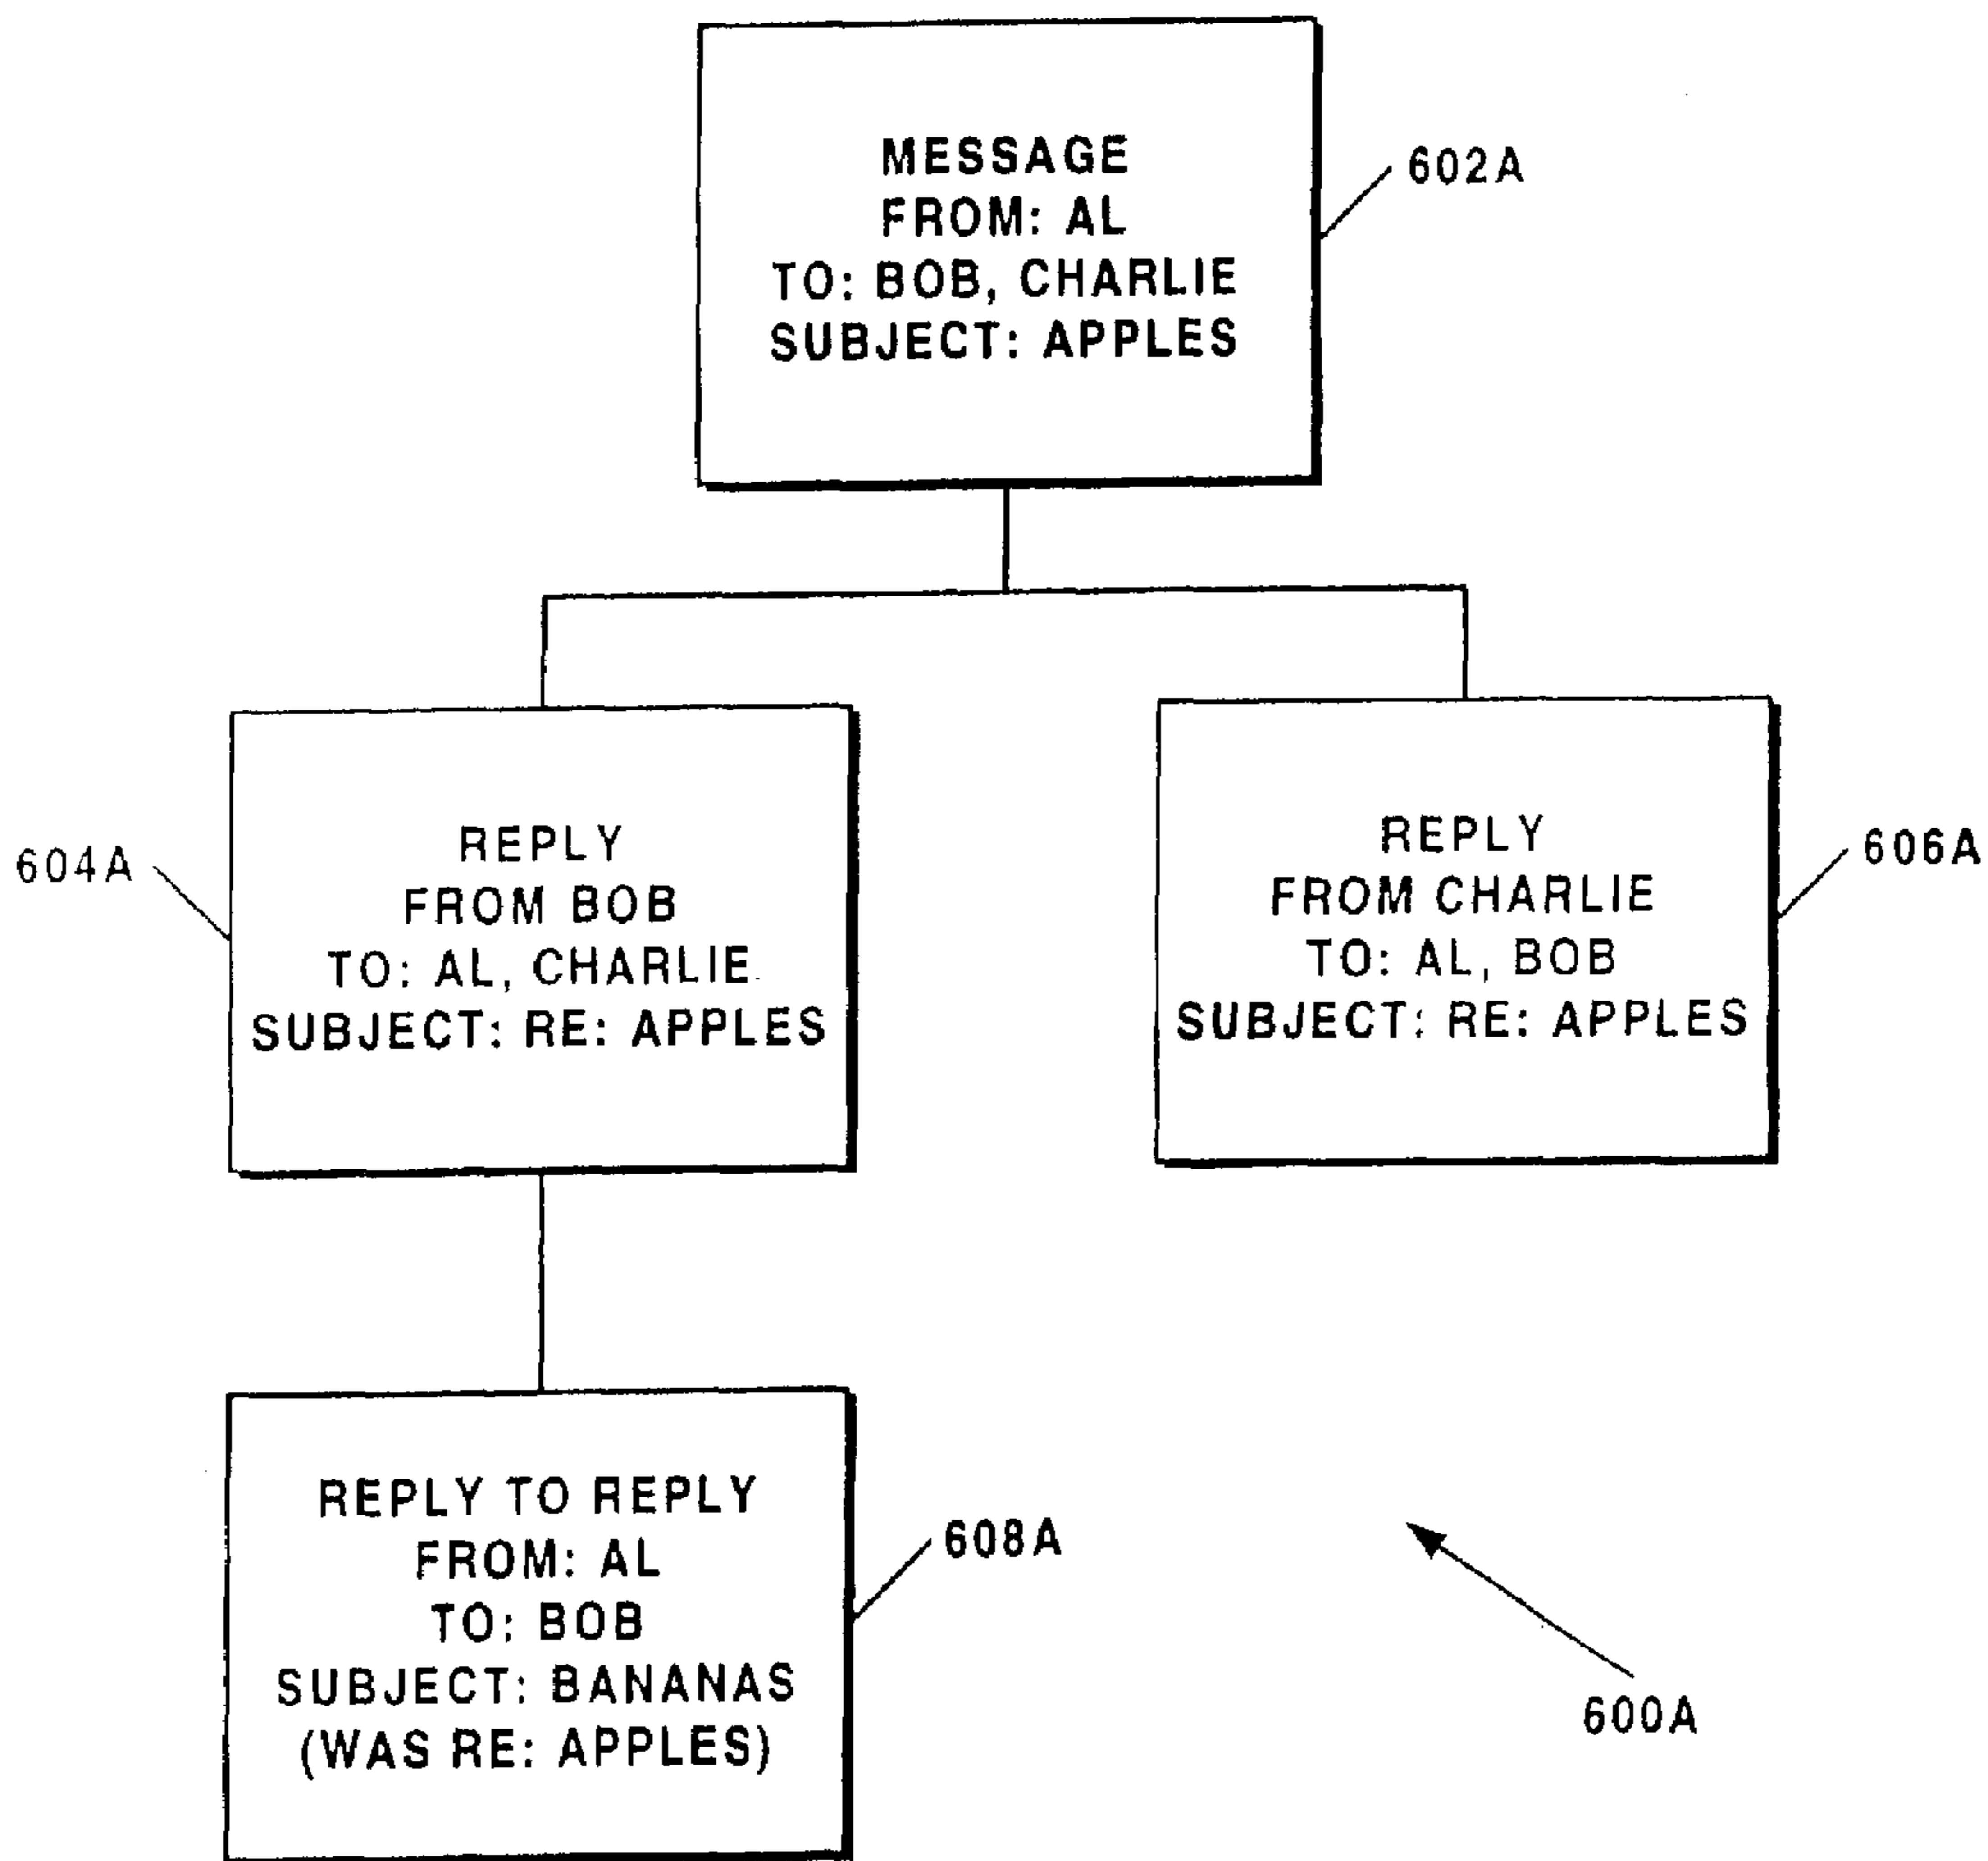 MESSAGE
FROM: AL
TO: BOB, CHARLIE
SUBJECT: APPLES
602A
604A
REPLY
FROM BOB
TO: AL, CHARLIE
SUBJECT: RE: APPLES
REPLY
FROM CHARLIE
TO: AL, BOB
SUBJECT: RE: APPLES
606A
REPLY TO REPLY
FROM: AL
TO: BOB
SUBJECT: BANANAS
(WAS RE: APPLES)
608A
600A